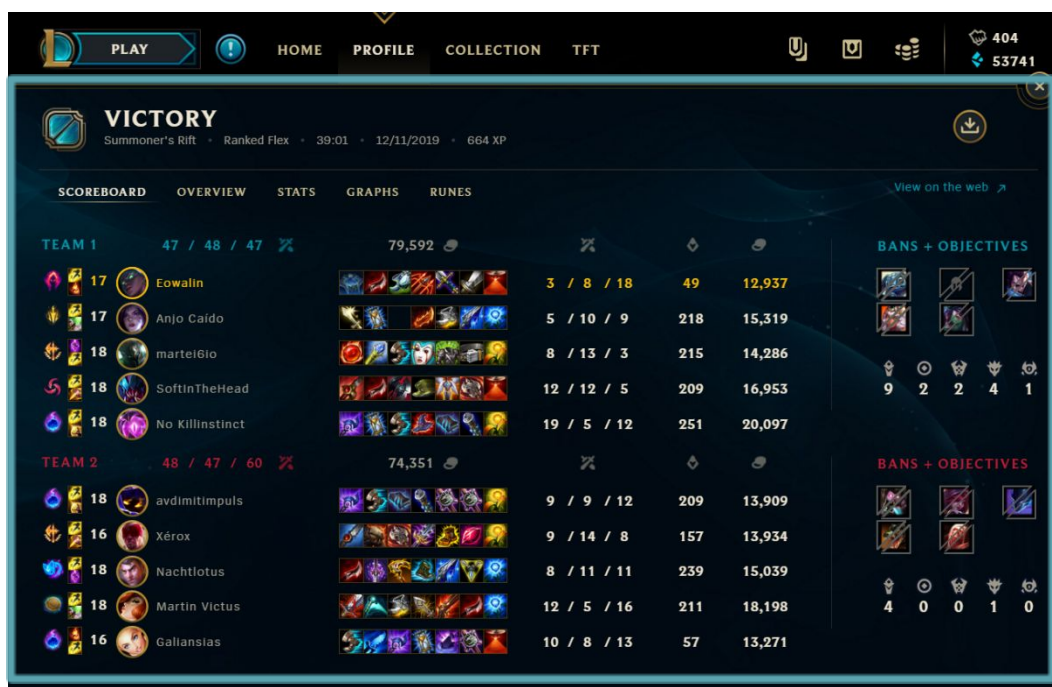 PLAY HOME PROFILE COLLECTION TFT 404
53741
VICTORY
Summoner's Rift • Ranked Flex • 39:01 • 12/11/2019 • 664 XP
SCOREBOARD OVERVIEW STATS GRAPHS RUNES View on the web
TEAM 1 47 / 48 / 47 79,592 BANS + OBJECTIVES
17 Eowalin 3 / 8 / 18 49 12,937
17 Anjo Caído 5 / 10 / 9 218 15,319
18 martei6io 8 / 13 / 3 215 14,286
18 SoftInTheHead 12 / 12 / 5 209 16,953
9 2 2 4 1
18 No Killinstinct 19 / 5 / 12 251 20,097
TEAM 2 48 / 47 / 60 74,351 BANS + OBJECTIVES
18 avdimitimpuls 9 / 9 / 12 209 13,909
16 Xérox 9 / 14 / 8 157 13,934
18 Nachtlotus 8 / 11 / 11 239 15,039
18 Martin Victus 12 / 5 / 16 211 18,198
4 0 0 1 0
16 Galiansias 10 / 8 / 13 57 13,271